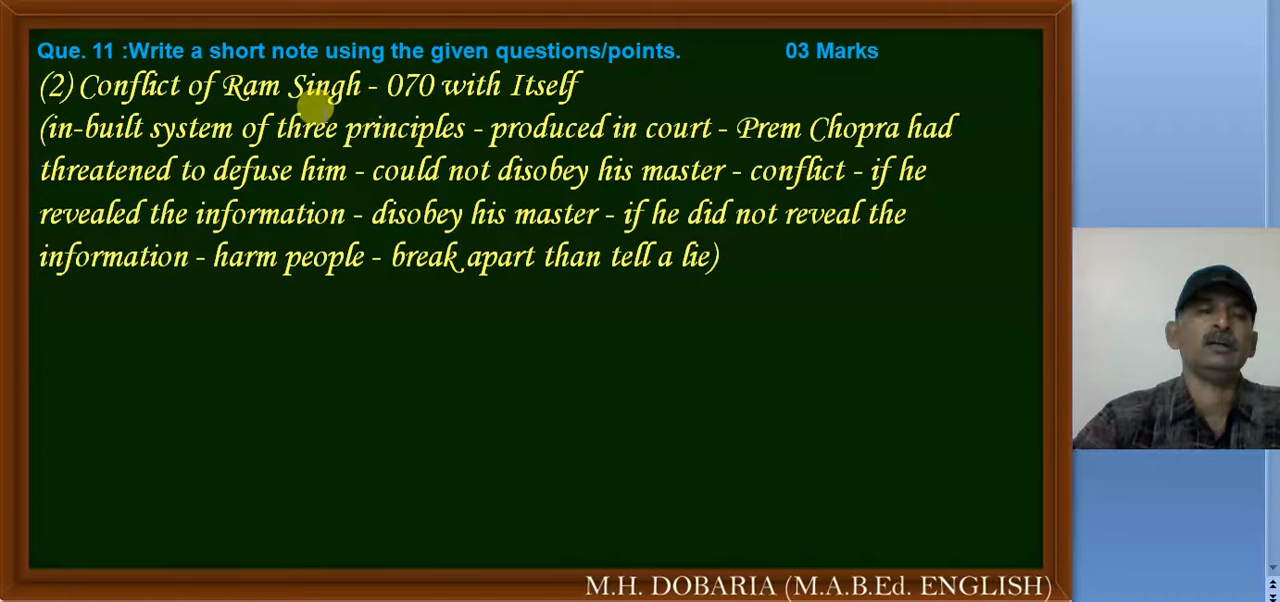 Que. 11 :Write a short note using the given questions/points. 03 Marks
(2) Conflict of Ram Singh - 070 with Itself
(in-built system of three principles - produced in court - Prem Chopra had
threatened to defuse him - could not disobey his master - conflict - if he
revealed the information - disobey his master - if he did not reveal the
information - harm people - break apart than tell a lie)
M.H. DOBARIA (M.A.B.Ed. ENGLISH)